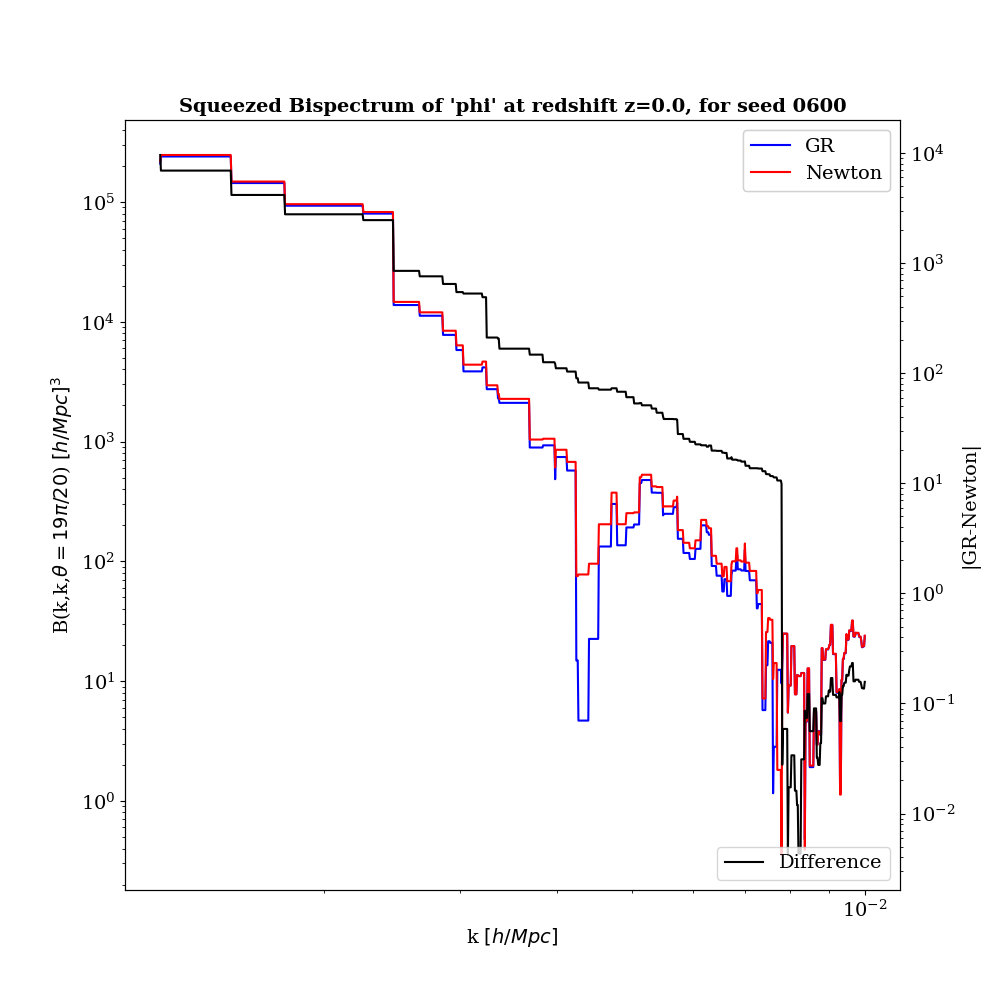 Squeezed Bispectrum of 'phi' at redshift z=0.0, for seed 0600
GR
Newton
10^5
10^4
10^3
10^2
10^1
10^0
B(k,k,θ = 19π/20) [h/Mpc]^3
10^4
10^3
10^2
10^1
10^0
10^−1
10^−2
|GR-Newton|
Difference
10^−2
k [h/Mpc]